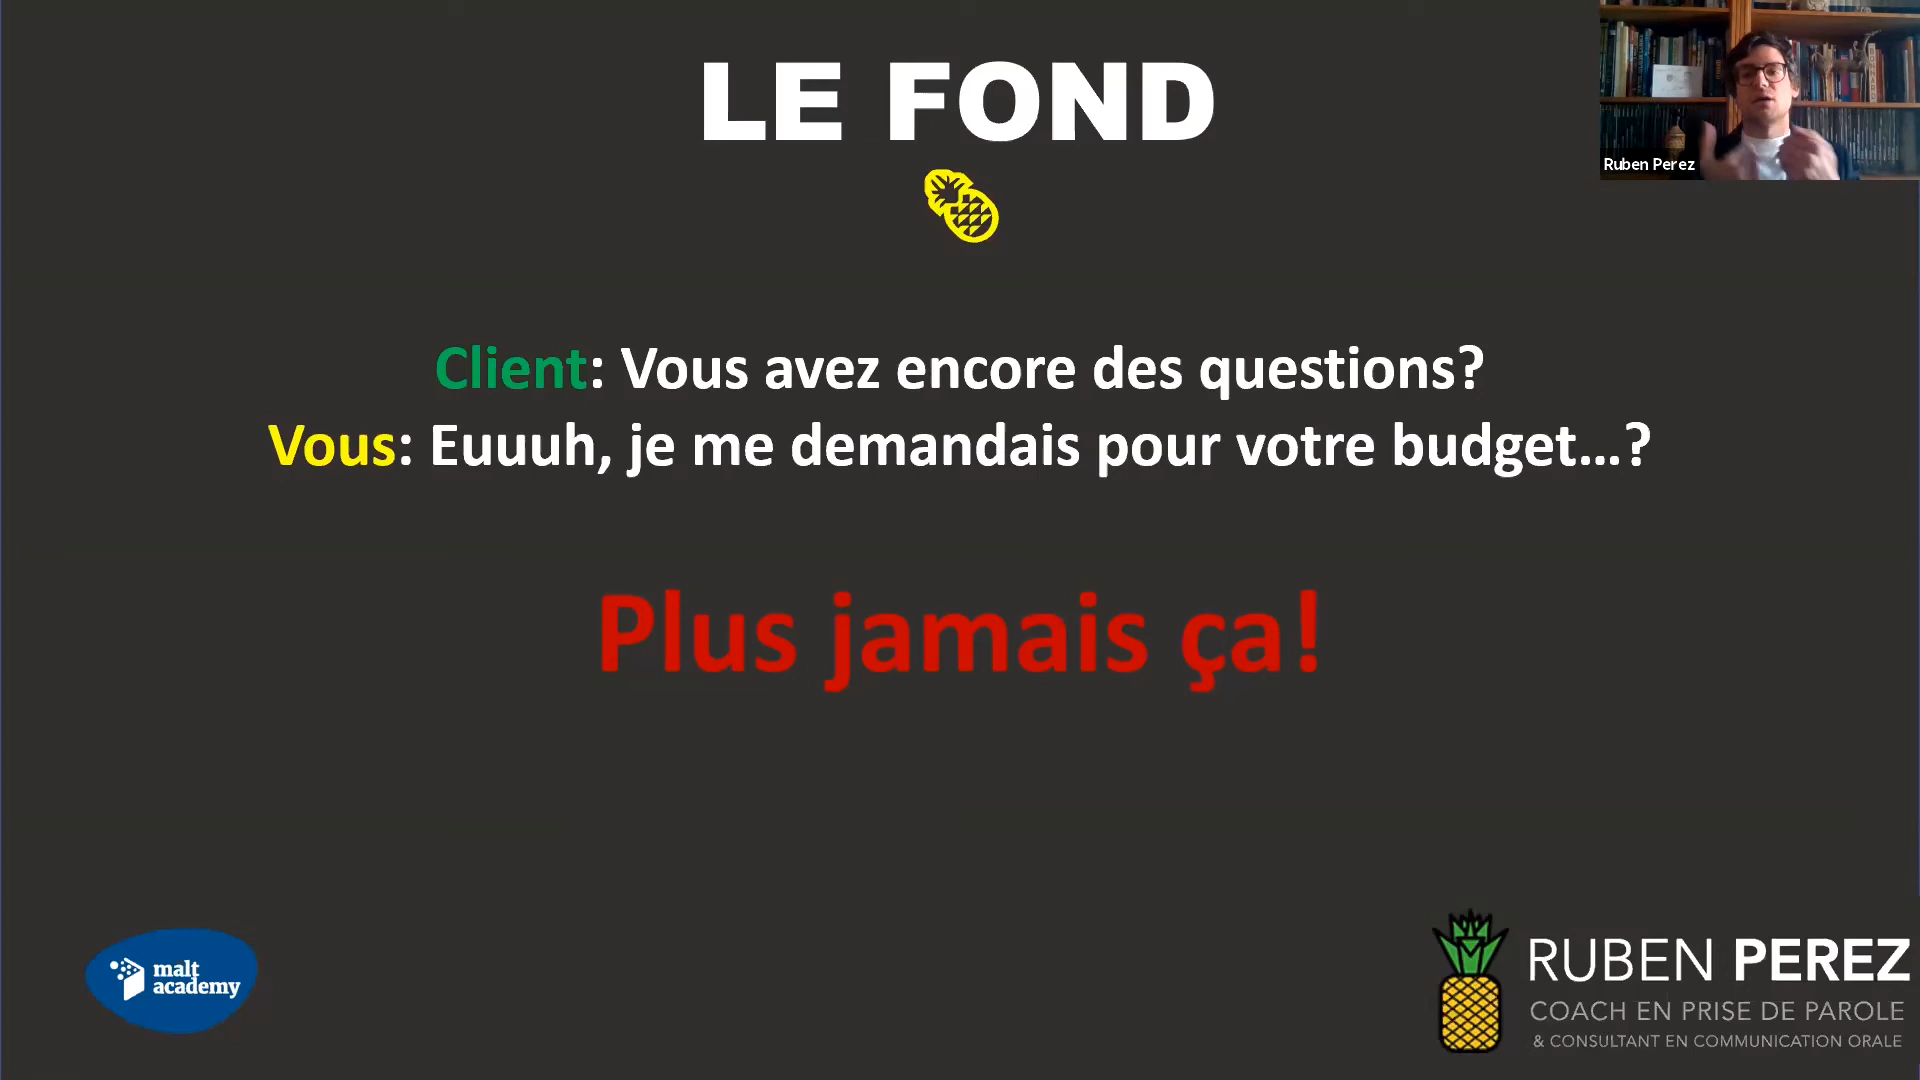 LE FOND
Ruben Perez
Client: Vous avez encore des questions?
Vous: Euuuh, je me demandais pour votre budget...?
Plus jamais ça!
malt
academy
RUBEN PEREZ
COACH EN PRISE DE PAROLE
& CONSULTANT EN COMMUNICATION ORALE